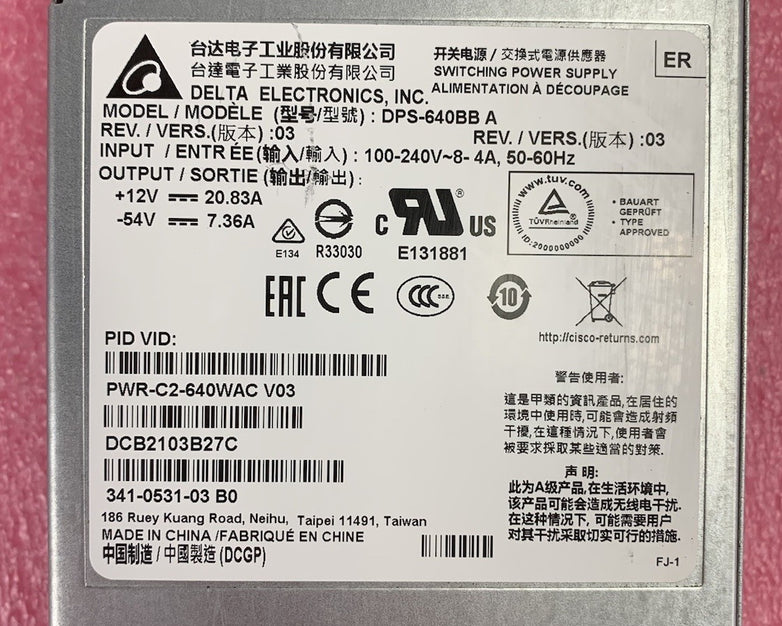 台达电子工业股份有限公司
台達電子工業股份有限公司
DELTA ELECTRONICS, INC.
开关电源 / 交換式電源供應器
SWITCHING POWER SUPPLY
ALIMENTATION À DÉCOUPAGE
ER
MODEL / MODÈLE (型号/型號) : DPS-640BB A
REV. / VERS.(版本) :03
REV. / VERS.(版本) :03
INPUT / ENTRÉE(输入/輸入) : 100-240V~8- 4A, 50-60Hz
OUTPUT / SORTIE (输出/輸出) :
+12V ⎓ 20.83A
-54V ⎓ 7.36A
E134
R33030
C RU US ®
E131881
www.tuv.com
TÜVRheinland
ID:2000000000
• BAUART
GEPRÜFT
• TYPE
APPROVED
EAC CE CCC S&E
10
http://cisco-returns.com
PID VID:
PWR-C2-640WAC V03
DCB2103B27C
341-0531-03 B0
警告使用者:
這是甲類的資訊產品,在居住的
環境中使用時,可能會造成射頻
干擾,在這種情況下,使用者會
被要求採取某些適當的對策.
声 明:
此为A级产品,在生活环境中,
该产品可能会造成无线电干扰.
在这种情况下, 可能需要用户
对其干扰采取切实可行的措施.
186 Ruey Kuang Road, Neihu, Taipei 11491, Taiwan
MADE IN CHINA /FABRIQUÉ EN CHINE
中国制造 / 中國製造 (DCGP)
FJ-1